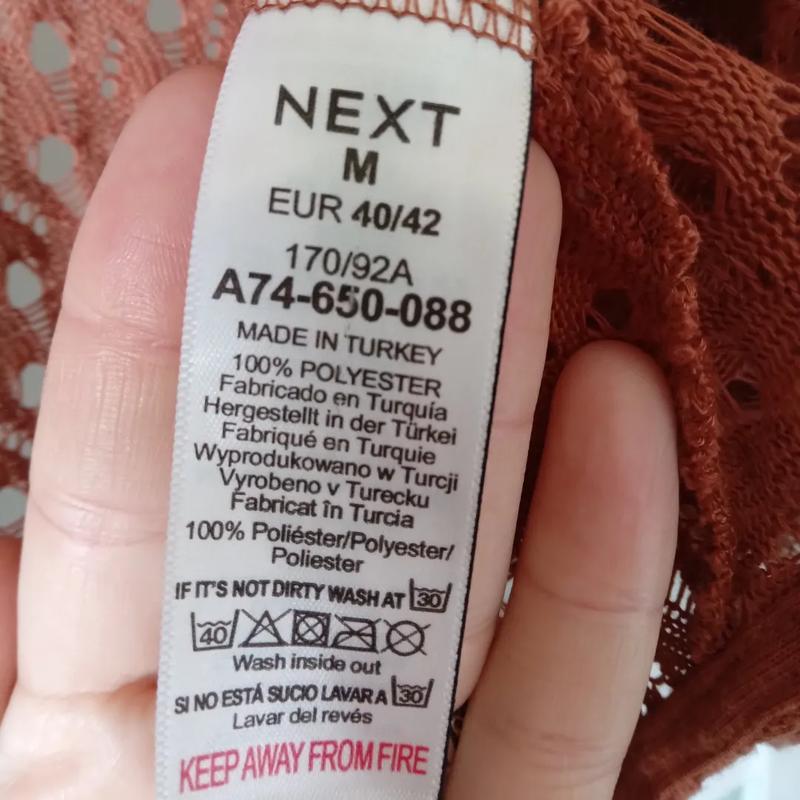 NEXT
M
EUR 40/42
170/92A
A74-650-088
MADE IN TURKEY
100% POLYESTER
Fabricado en Turquía
Hergestellt in der Türkei
Fabriqué en Turquie
Wyprodukowano w Turcji
Vyrobeno v Turecku
Fabricat în Turcia
100% Poliéster/Polyester/
Poliester
IF IT'S NOT DIRTY WASH AT 30
40
Wash inside out
SI NO ESTÁ SUCIO LAVAR A 30
Lavar del revés
KEEP AWAY FROM FIRE